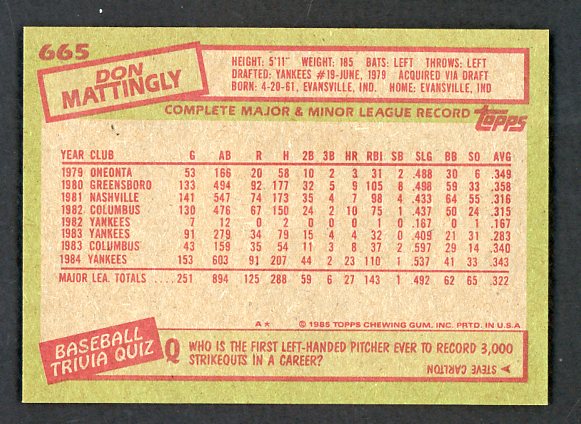 665
DON
MATTINGLY
HEIGHT: 5'11" WEIGHT: 185 BATS: LEFT THROWS: LEFT
DRAFTED: YANKEES #19-JUNE, 1979 ACQUIRED VIA DRAFT
BORN: 4-20-61, EVANSVILLE, IND. HOME: EVANSVILLE, IND
COMPLETE MAJOR & MINOR LEAGUE RECORD topps
YEAR CLUB G AB R H 2B 3B HR RBI SB SLG BB SO AVG
1979 ONEONTA 53 166 20 58 10 2 3 31 2 .488 30 6 .349
1980 GREENSBORO 133 494 92 177 32 5 9 105 8 .498 59 33 .358
1981 NASHVILLE 141 547 74 173 35 4 7 98 4 .433 64 55 .316
1982 COLUMBUS 130 476 67 150 24 2 10 75 1 .437 50 24 .315
1982 YANKEES 7 12 0 2 0 0 0 1 0 .167 0 1 .167
1983 YANKEES 91 279 34 79 15 4 4 32 0 .409 21 31 .283
1983 COLUMBUS 43 159 35 54 11 3 8 37 2 .597 29 14 .340
1984 YANKEES 153 603 91 207 44 2 23 110 1 .537 41 33 .343
MAJOR LEA. TOTALS .... 251 894 125 288 59 6 27 143 1 .492 62 65 .322
A* © 1985 TOPPS CHEWING GUM, INC. PRTD. IN U.S.A
BASEBALL
TRIVIA QUIZ
Q WHO IS THE FIRST LEFT-HANDED PITCHER EVER TO RECORD 3,000
STRIKEOUTS IN A CAREER?
A STEVE CARLTON